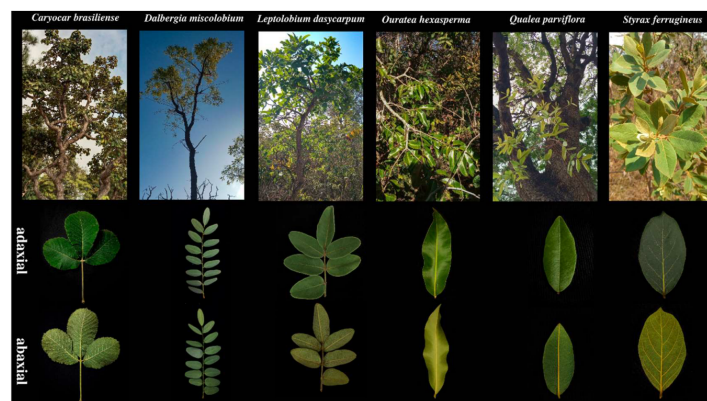 Caryocar brasiliense
Dalbergia miscolobium
Leptolobium dasycarpum
Ouratea hexasperma
Qualea parviflora
Styrax ferrugineus
adaxial
abaxial